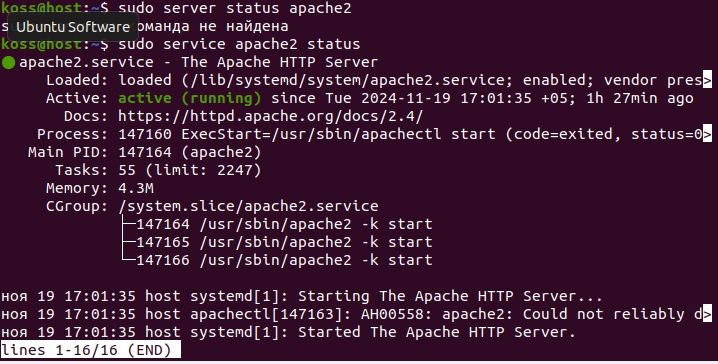 koss@host:~$ sudo server status apache2
s Ubuntu Software команда не найдена
koss@host:~$ sudo service apache2 status
● apache2.service - The Apache HTTP Server
Loaded: loaded (/lib/systemd/system/apache2.service; enabled; vendor pres>
Active: active (running) since Tue 2024-11-19 17:01:35 +05; 1h 27min ago
Docs: https://httpd.apache.org/docs/2.4/
Process: 147160 ExecStart=/usr/sbin/apachectl start (code=exited, status=0>
Main PID: 147164 (apache2)
Tasks: 55 (limit: 2247)
Memory: 4.3M
CGroup: /system.slice/apache2.service
├─147164 /usr/sbin/apache2 -k start
├─147165 /usr/sbin/apache2 -k start
└─147166 /usr/sbin/apache2 -k start
ноя 19 17:01:35 host systemd[1]: Starting The Apache HTTP Server...
ноя 19 17:01:35 host apachectl[147163]: AH00558: apache2: Could not reliably d>
ноя 19 17:01:35 host systemd[1]: Started The Apache HTTP Server.
lines 1-16/16 (END)